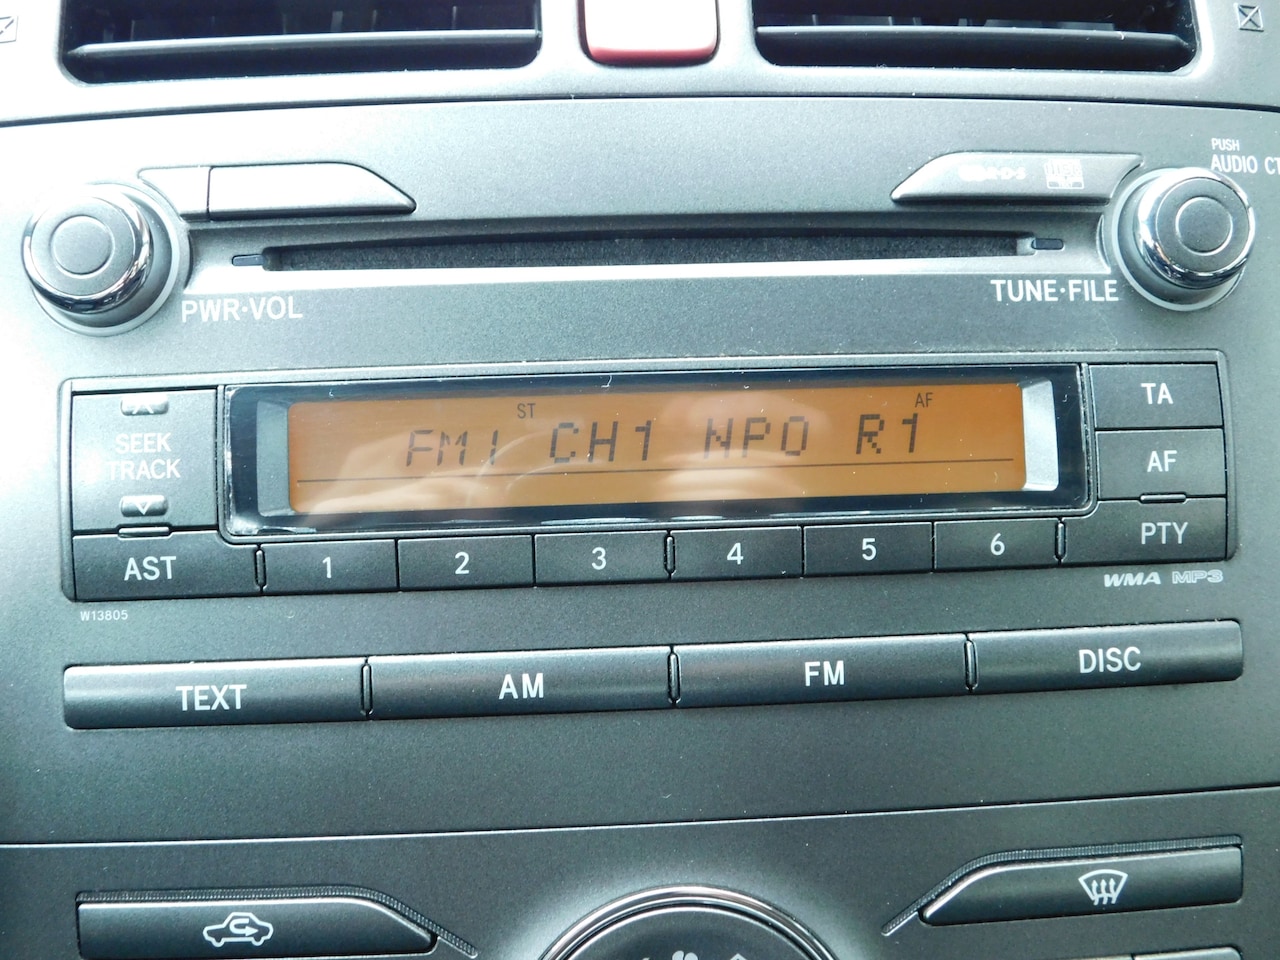 PUSH
AUDIO CT
R·D·S
PWR·VOL
TUNE·FILE
ST
AF
FM1 CH1 NPO R1
SEEK
TRACK
TA
AF
PTY
AST
1
2
3
4
5
6
WMA MP3
W13805
TEXT
AM
FM
DISC